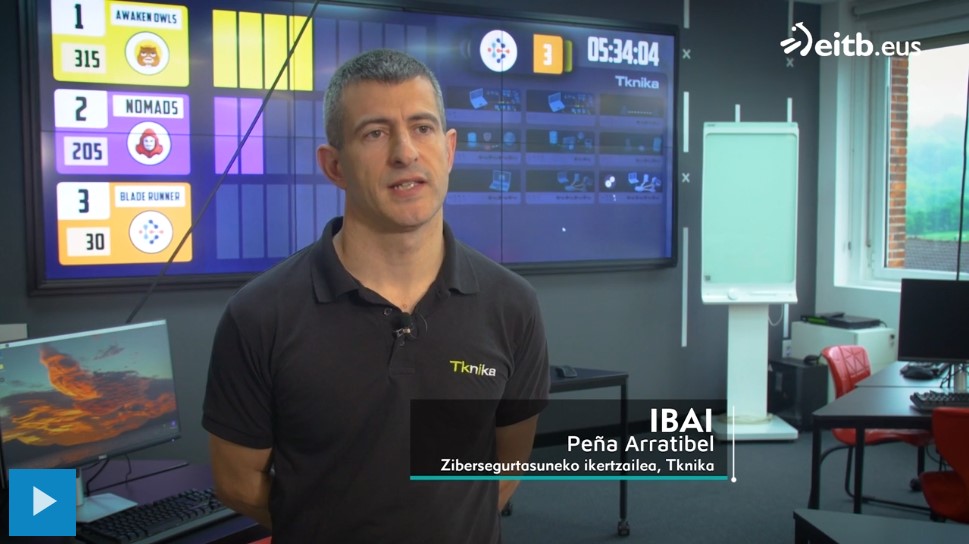 1
AWAKEN OWLS
315
2
NOMADS
205
3
BLADE RUNNER
30
3
05:34:04
Tknika
eitb.eus
Tknika
IBAI
Peña Arratibel
Zibersegurtasuneko ikertzailea, Tknika